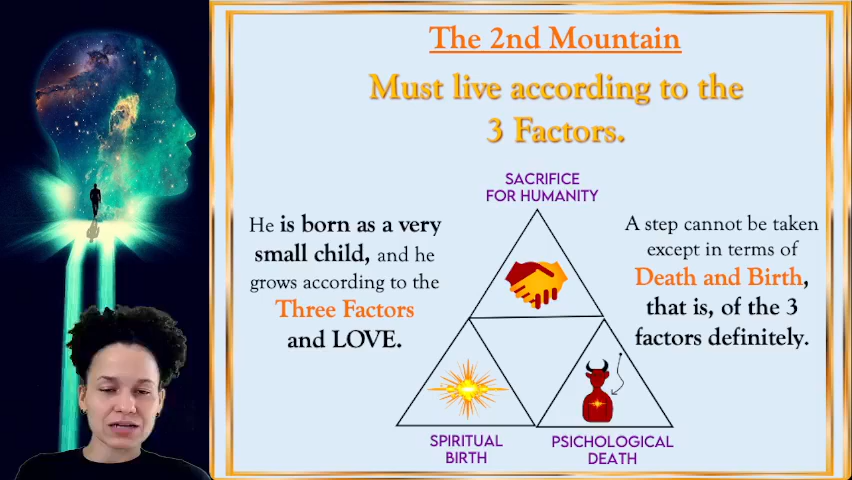 The 2nd Mountain
Must live according to the
3 Factors.
SACRIFICE
FOR HUMANITY
He is born as a very
small child, and he
grows according to the
Three Factors
and LOVE.
A step cannot be taken
except in terms of
Death and Birth,
that is, of the 3
factors definitely.
SPIRITUAL
BIRTH
PSICHOLOGICAL
DEATH